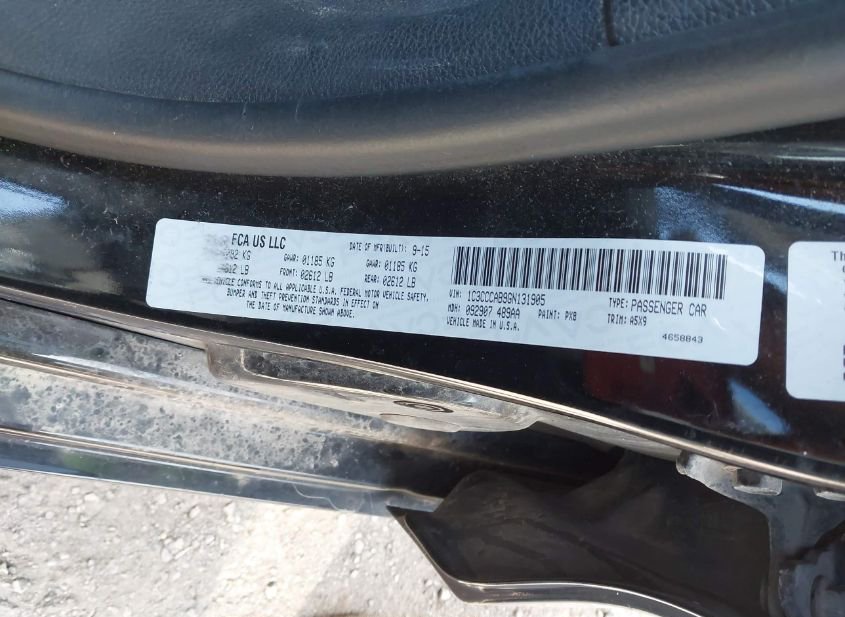 FCA US LLC
DATE OF MFR(BUILT): 9-15
GAWR: 01185 KG
GAWR: 01185 KG
FRONT: 02612 LB
REAR: 02612 LB
VEHICLE CONFORMS TO ALL APPLICABLE U.S.A. FEDERAL MOTOR VEHICLE SAFETY,
BUMPER AND THEFT PREVENTION STANDARDS IN EFFECT ON
THE DATE OF MANUFACTURE SHOWN ABOVE.
VIN: 1C3CCCAB9GN131905
TYPE: PASSENGER CAR
MDH: 092907 489AA
PAINT: PX8
TRIM: A5X9
VEHICLE MADE IN U.S.A.
4658843